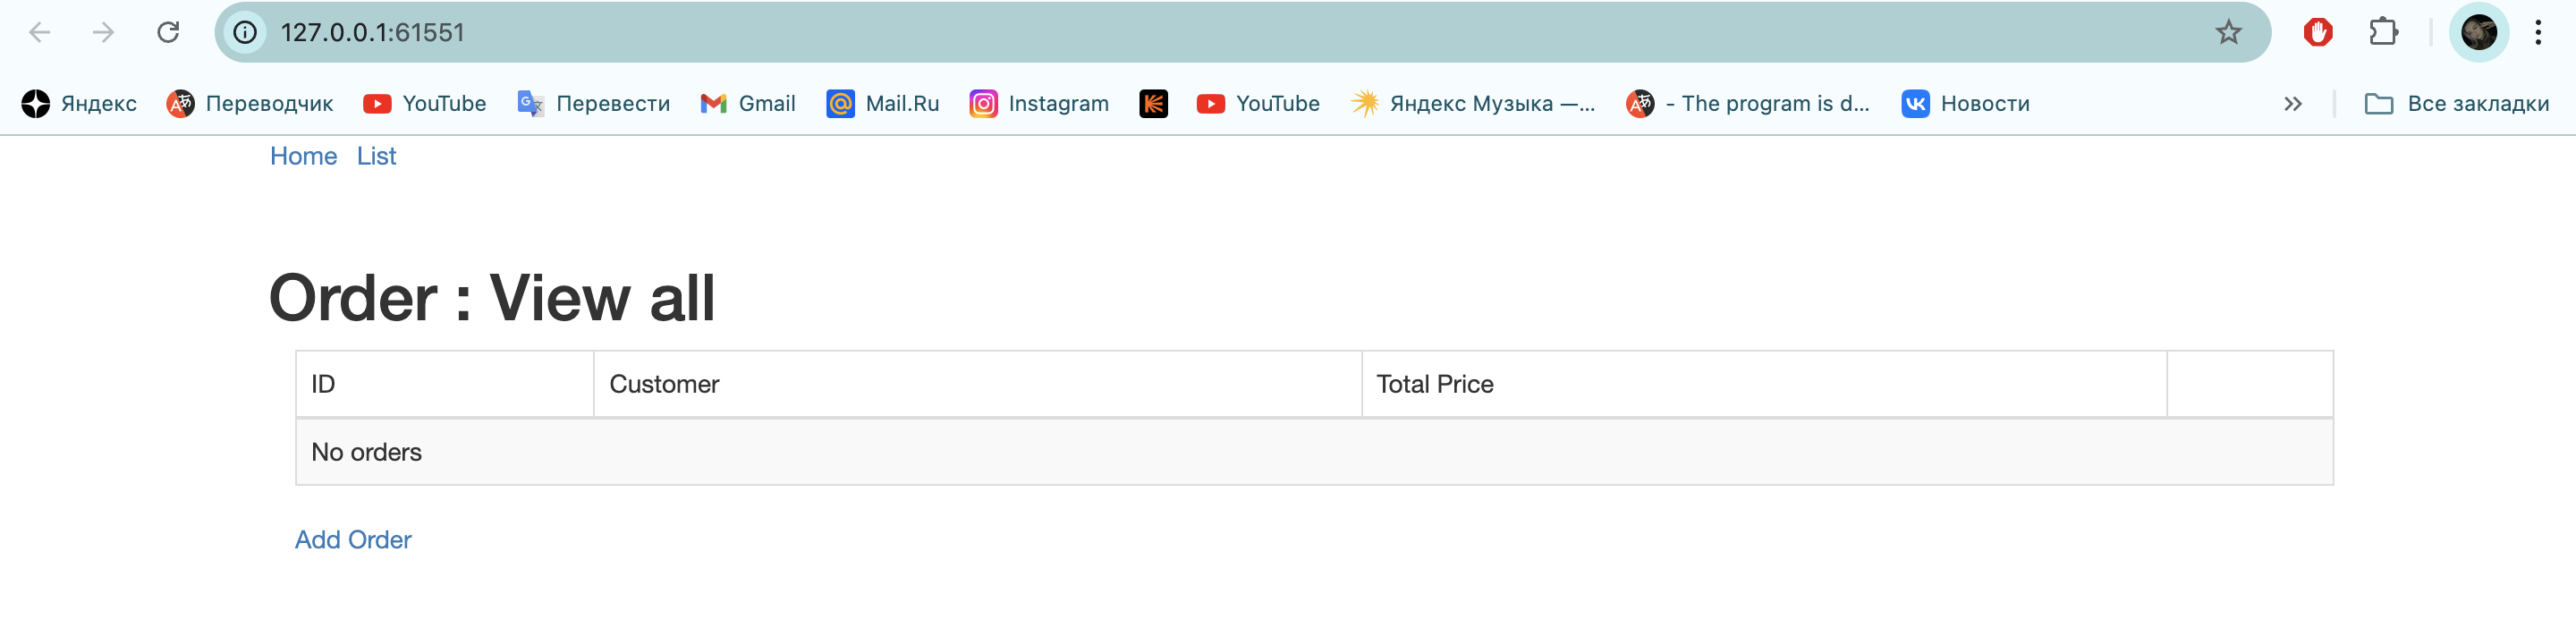 127.0.0.1:61551
Яндекс Переводчик YouTube Перевести Gmail Mail.Ru Instagram YouTube Яндекс Музыка —... - The program is d... Новости Все закладки
Home List
Order : View all
ID Customer Total Price
No orders
Add Order